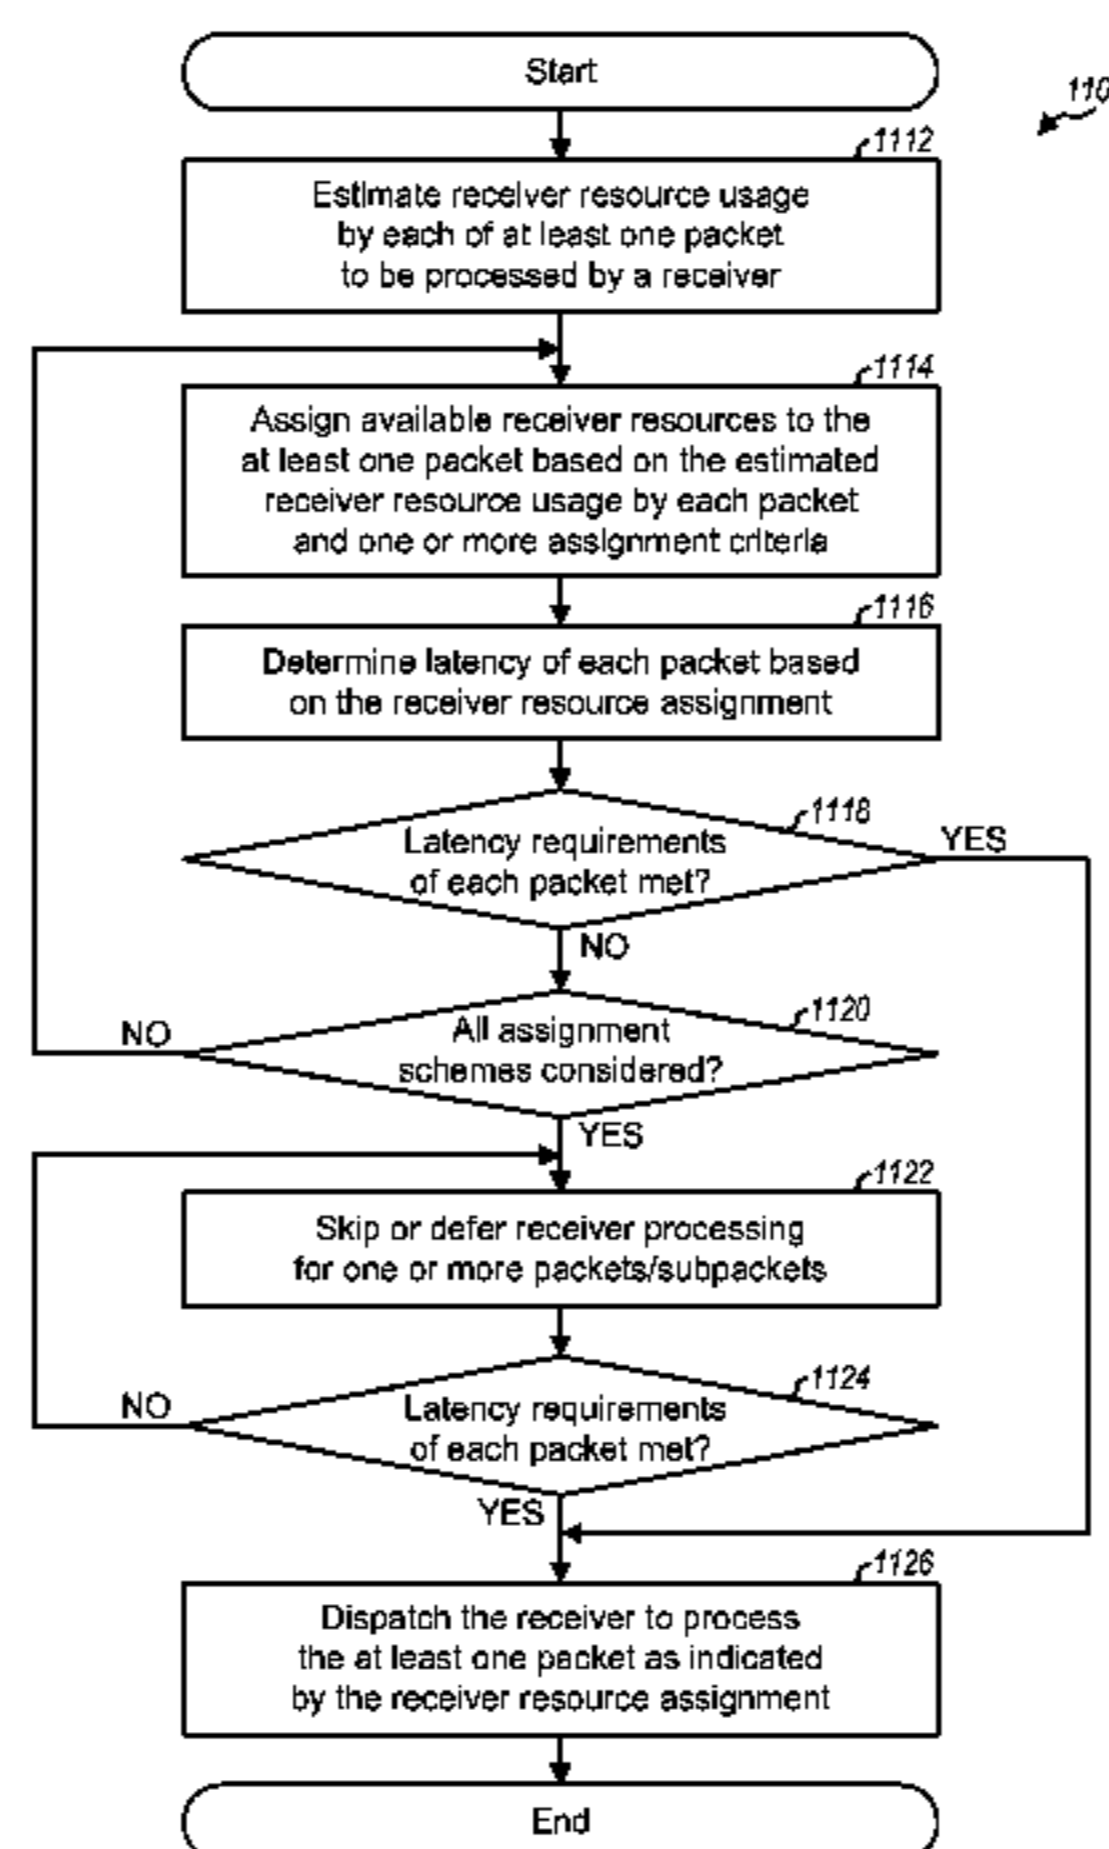 Start
110
1112
Estimate receiver resource usage
by each of at least one packet
to be processed by a receiver
1114
Assign available receiver resources to the
at least one packet based on the estimated
receiver resource usage by each packet
and one or more assignment criteria
1116
Determine latency of each packet based
on the receiver resource assignment
1118
Latency requirements
of each packet met?
YES
NO
1120
All assignment
schemes considered?
NO
YES
1122
Skip or defer receiver processing
for one or more packets/subpackets
1124
Latency requirements
of each packet met?
NO
YES
1126
Dispatch the receiver to process
the at least one packet as indicated
by the receiver resource assignment
End